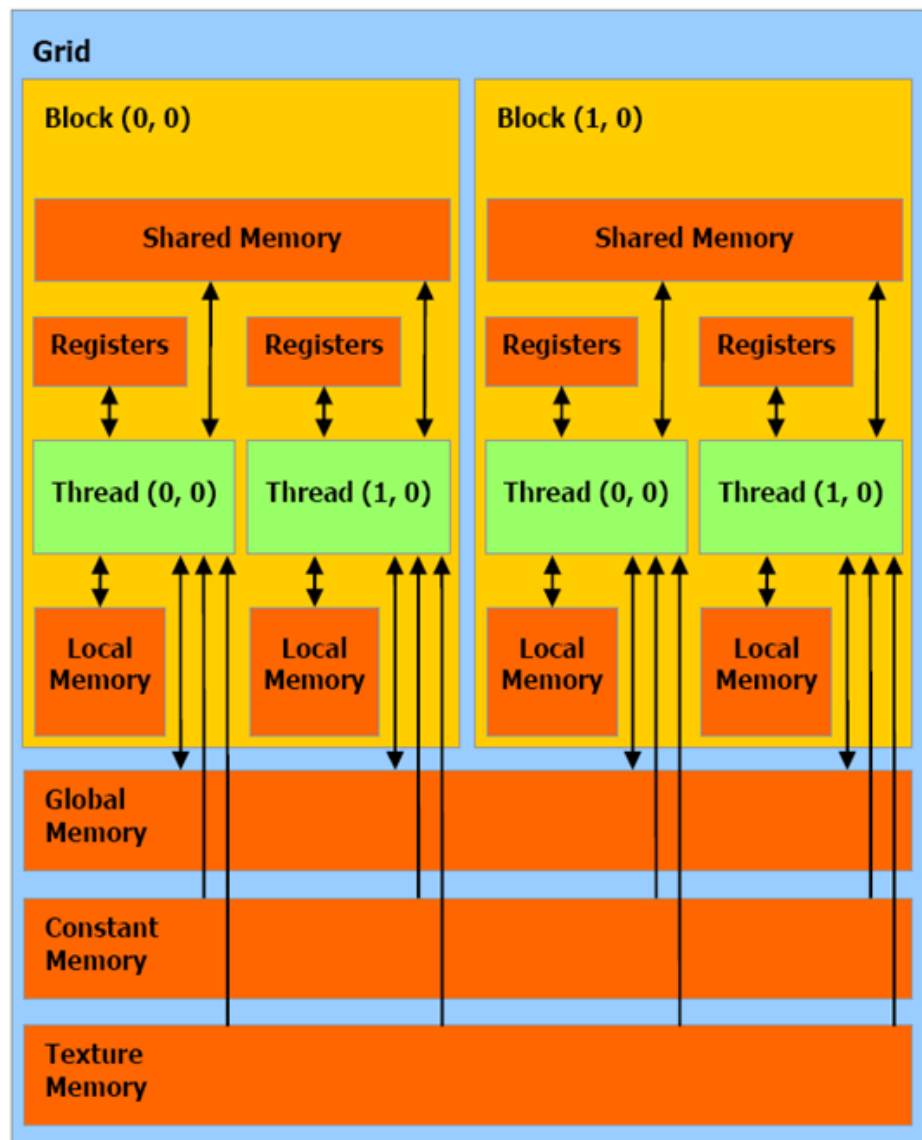 Grid
Block (0, 0)
Block (1, 0)
Shared Memory
Shared Memory
Registers
Registers
Registers
Registers
Thread (0, 0)
Thread (1, 0)
Thread (0, 0)
Thread (1, 0)
Local
Memory
Local
Memory
Local
Memory
Local
Memory
Global
Memory
Constant
Memory
Texture
Memory